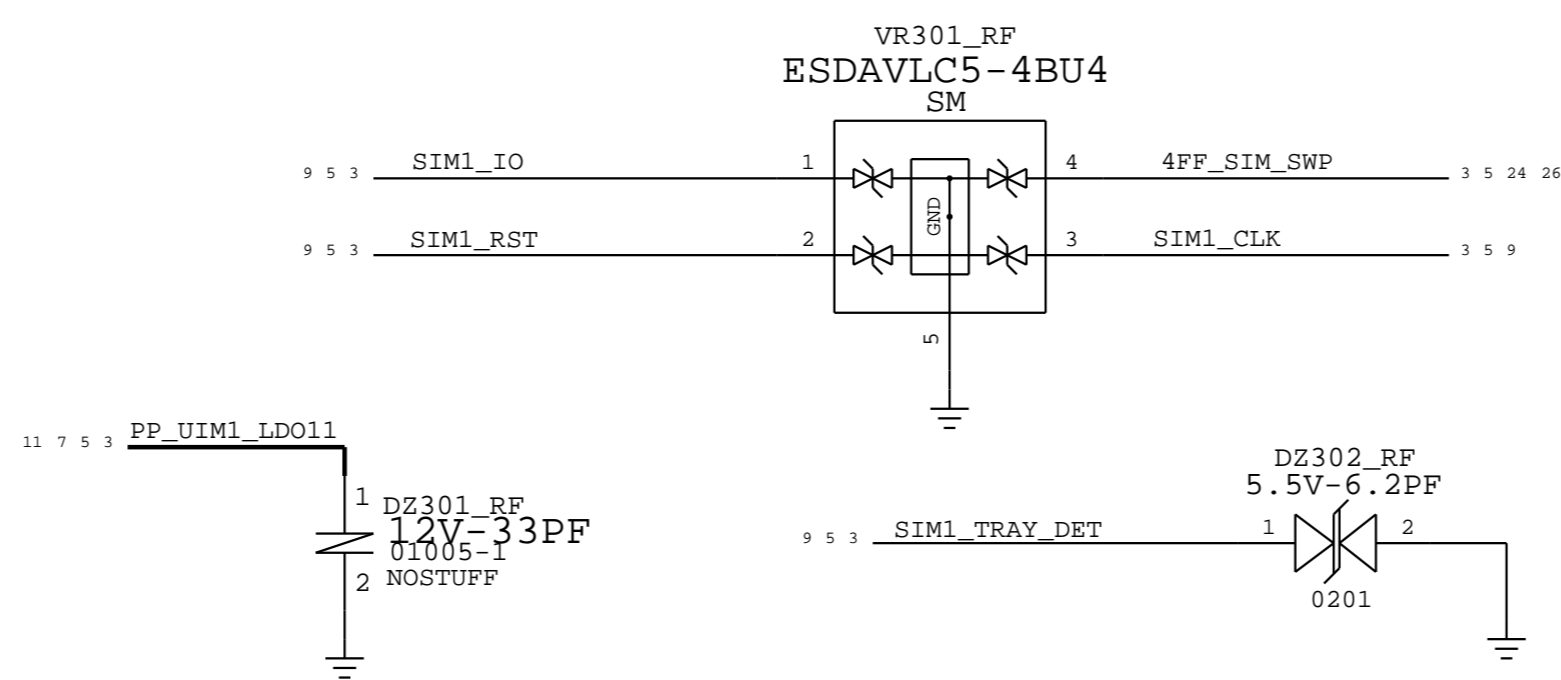 VR301_RF
ESDAVLC5-4BU4
SM
9 5 3 SIM1_IO 1 4 4FF_SIM_SWP 3 5 24 26
GND
9 5 3 SIM1_RST 2 3 SIM1_CLK 3 5 9
5
11 7 5 3 PP_UIM1_LDO11
1 DZ301_RF
12V-33PF
01005-1
2 NOSTUFF
DZ302_RF
5.5V-6.2PF
9 5 3 SIM1_TRAY_DET 1 2
0201